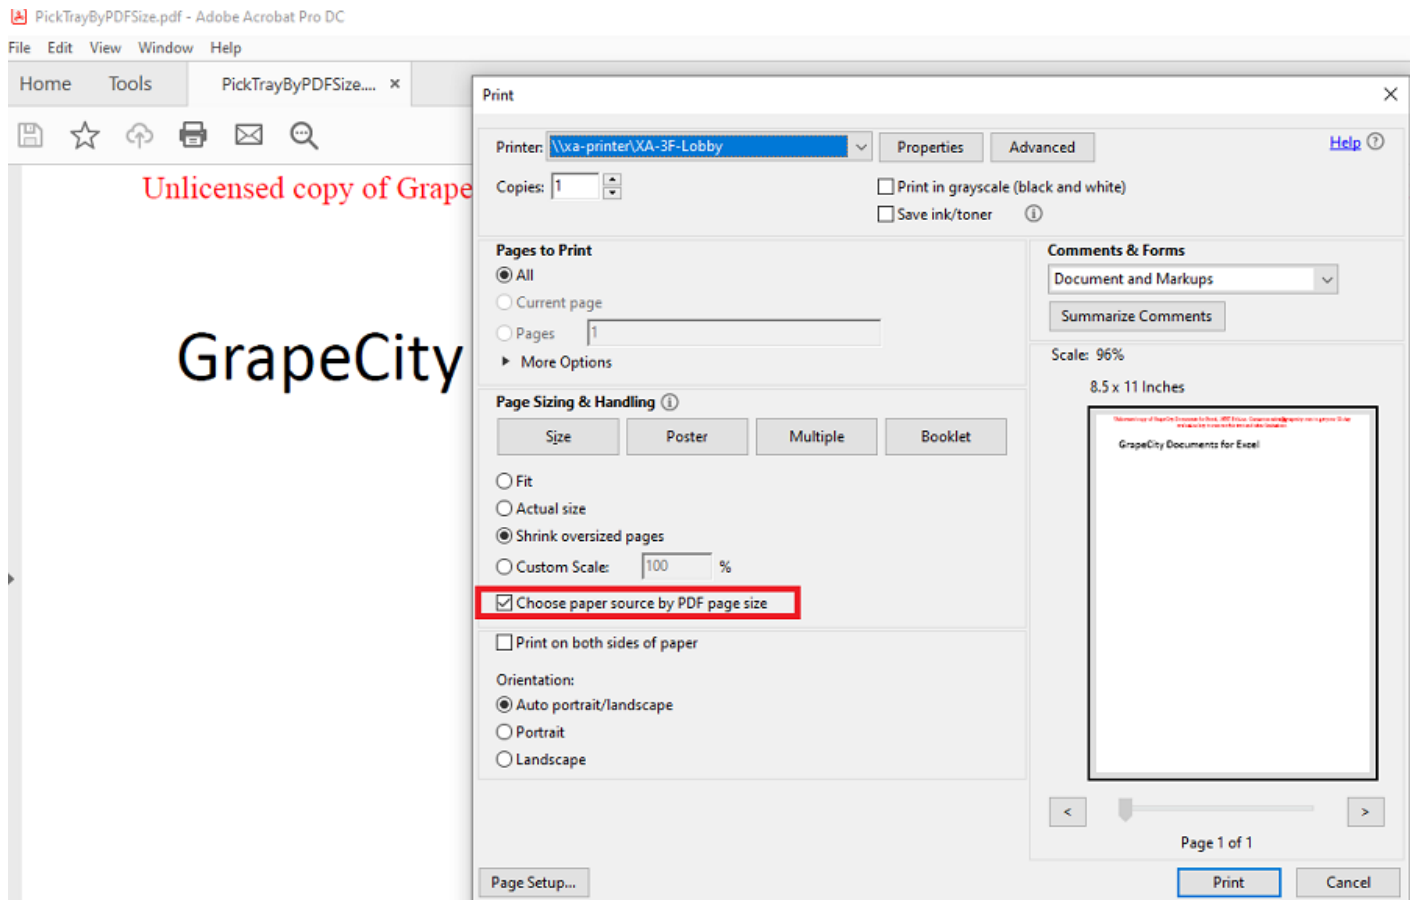 PickTrayByPDFSize.pdf - Adobe Acrobat Pro DC
File Edit View Window Help
Home Tools PickTrayByPDFSize.... ×
Unlicensed copy of Grape
GrapeCity
Print
Printer: \\xa-printer\XA-3F-Lobby Properties Advanced Help
Copies: 1 Print in grayscale (black and white)
Save ink/toner
Pages to Print
All
Current page
Pages 1
More Options
Comments & Forms
Document and Markups
Summarize Comments
Page Sizing & Handling
Size Poster Multiple Booklet
Fit
Actual size
Shrink oversized pages
Custom Scale: 100 %
Choose paper source by PDF page size
Print on both sides of paper
Orientation:
Auto portrait/landscape
Portrait
Landscape
Scale: 96%
8.5 x 11 Inches
GrapeCity Documents for Excel
< >
Page 1 of 1
Page Setup... Print Cancel